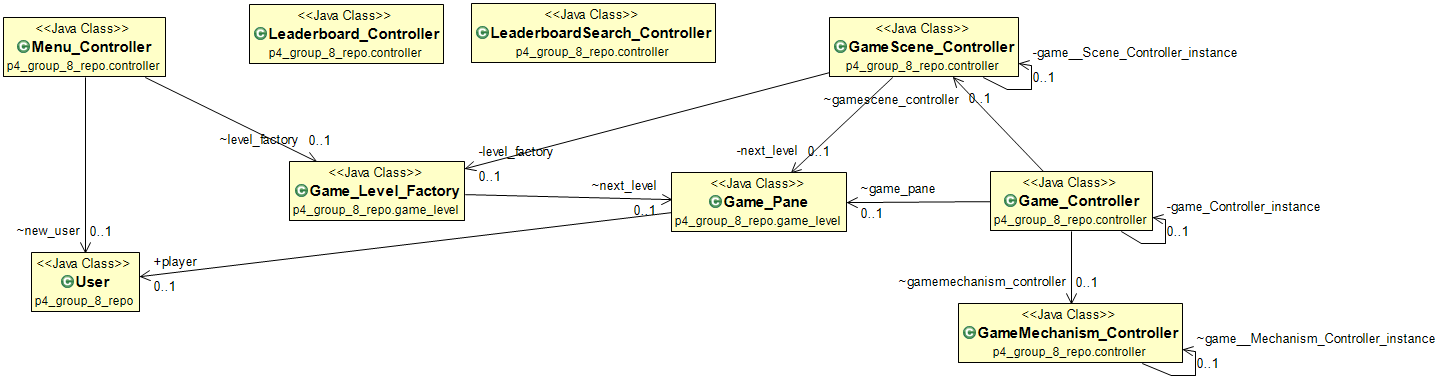 <<Java Class>>
Menu_Controller
p4_group_8_repo.controller
<<Java Class>>
Leaderboard_Controller
p4_group_8_repo.controller
<<Java Class>>
LeaderboardSearch_Controller
p4_group_8_repo.controller
<<Java Class>>
GameScene_Controller
p4_group_8_repo.controller
-game__Scene_Controller_instance
0..1
~gamescene_controller
0..1
~level_factory
0..1
-level_factory
0..1
-next_level
0..1
<<Java Class>>
Game_Level_Factory
p4_group_8_repo.game_level
~next_level
0..1
<<Java Class>>
Game_Pane
p4_group_8_repo.game_level
~game_pane
0..1
<<Java Class>>
Game_Controller
p4_group_8_repo.controller
-game_Controller_instance
0..1
~new_user
0..1
<<Java Class>>
User
p4_group_8_repo
+player
0..1
~gamemechanism_controller
0..1
<<Java Class>>
GameMechanism_Controller
p4_group_8_repo.controller
~game__Mechanism_Controller_instance
0..1